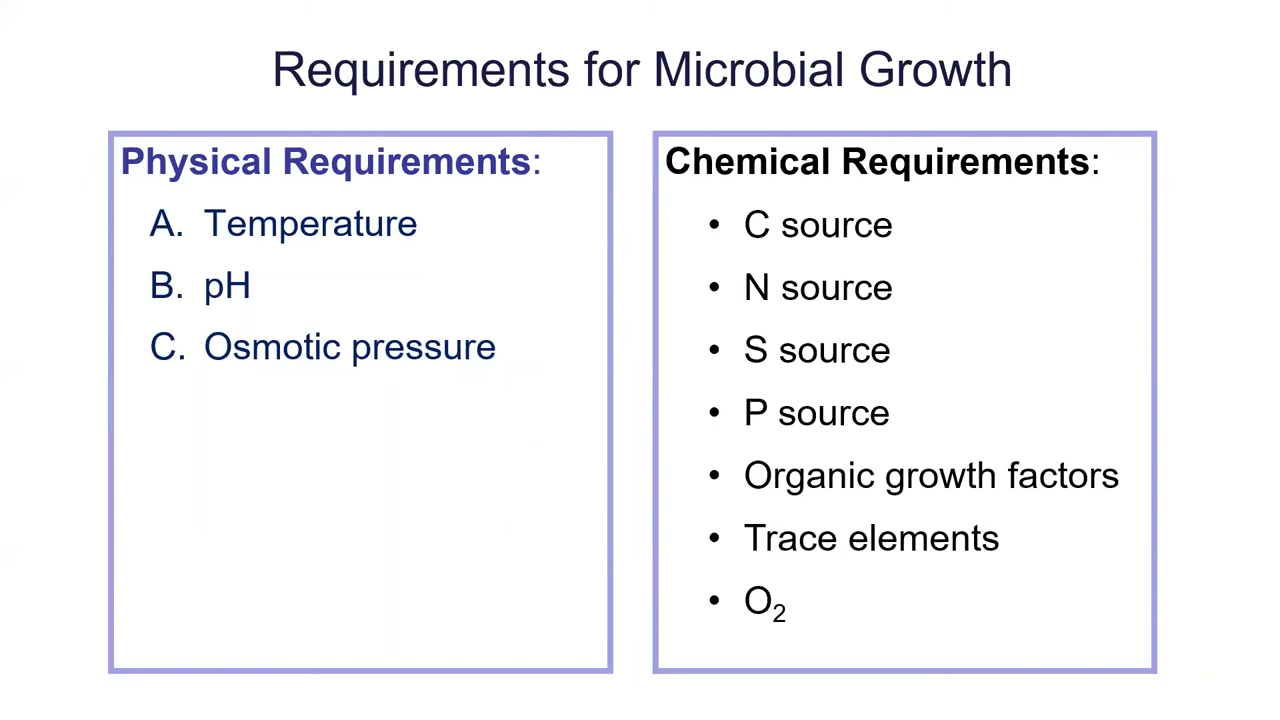 Requirements for Microbial Growth
Physical Requirements:
A. Temperature
B. pH
C. Osmotic pressure
Chemical Requirements:
• C source
• N source
• S source
• P source
• Organic growth factors
• Trace elements
• O₂